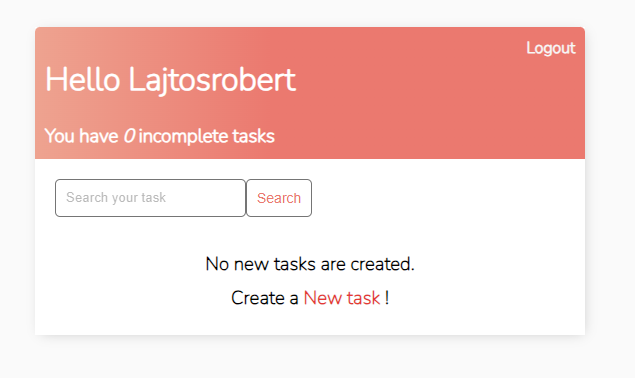 Logout
Hello Lajtosrobert
You have 0 incomplete tasks
Search your task Search
No new tasks are created.
Create a New task !